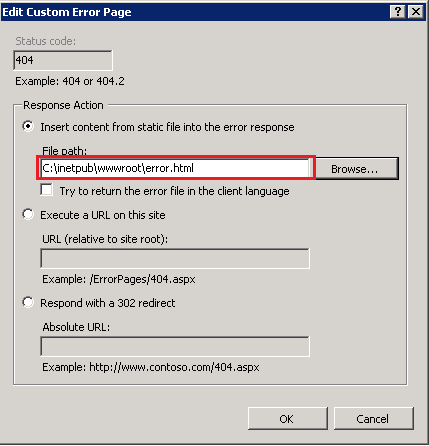 Edit Custom Error Page
Status code:
404
Example: 404 or 404.2
Response Action
Insert content from static file into the error response
File path:
C:\inetpub\wwwroot\error.html
Browse...
Try to return the error file in the client language
Execute a URL on this site
URL (relative to site root):
Example: /ErrorPages/404.aspx
Respond with a 302 redirect
Absolute URL:
Example: http://www.contoso.com/404.aspx
OK
Cancel